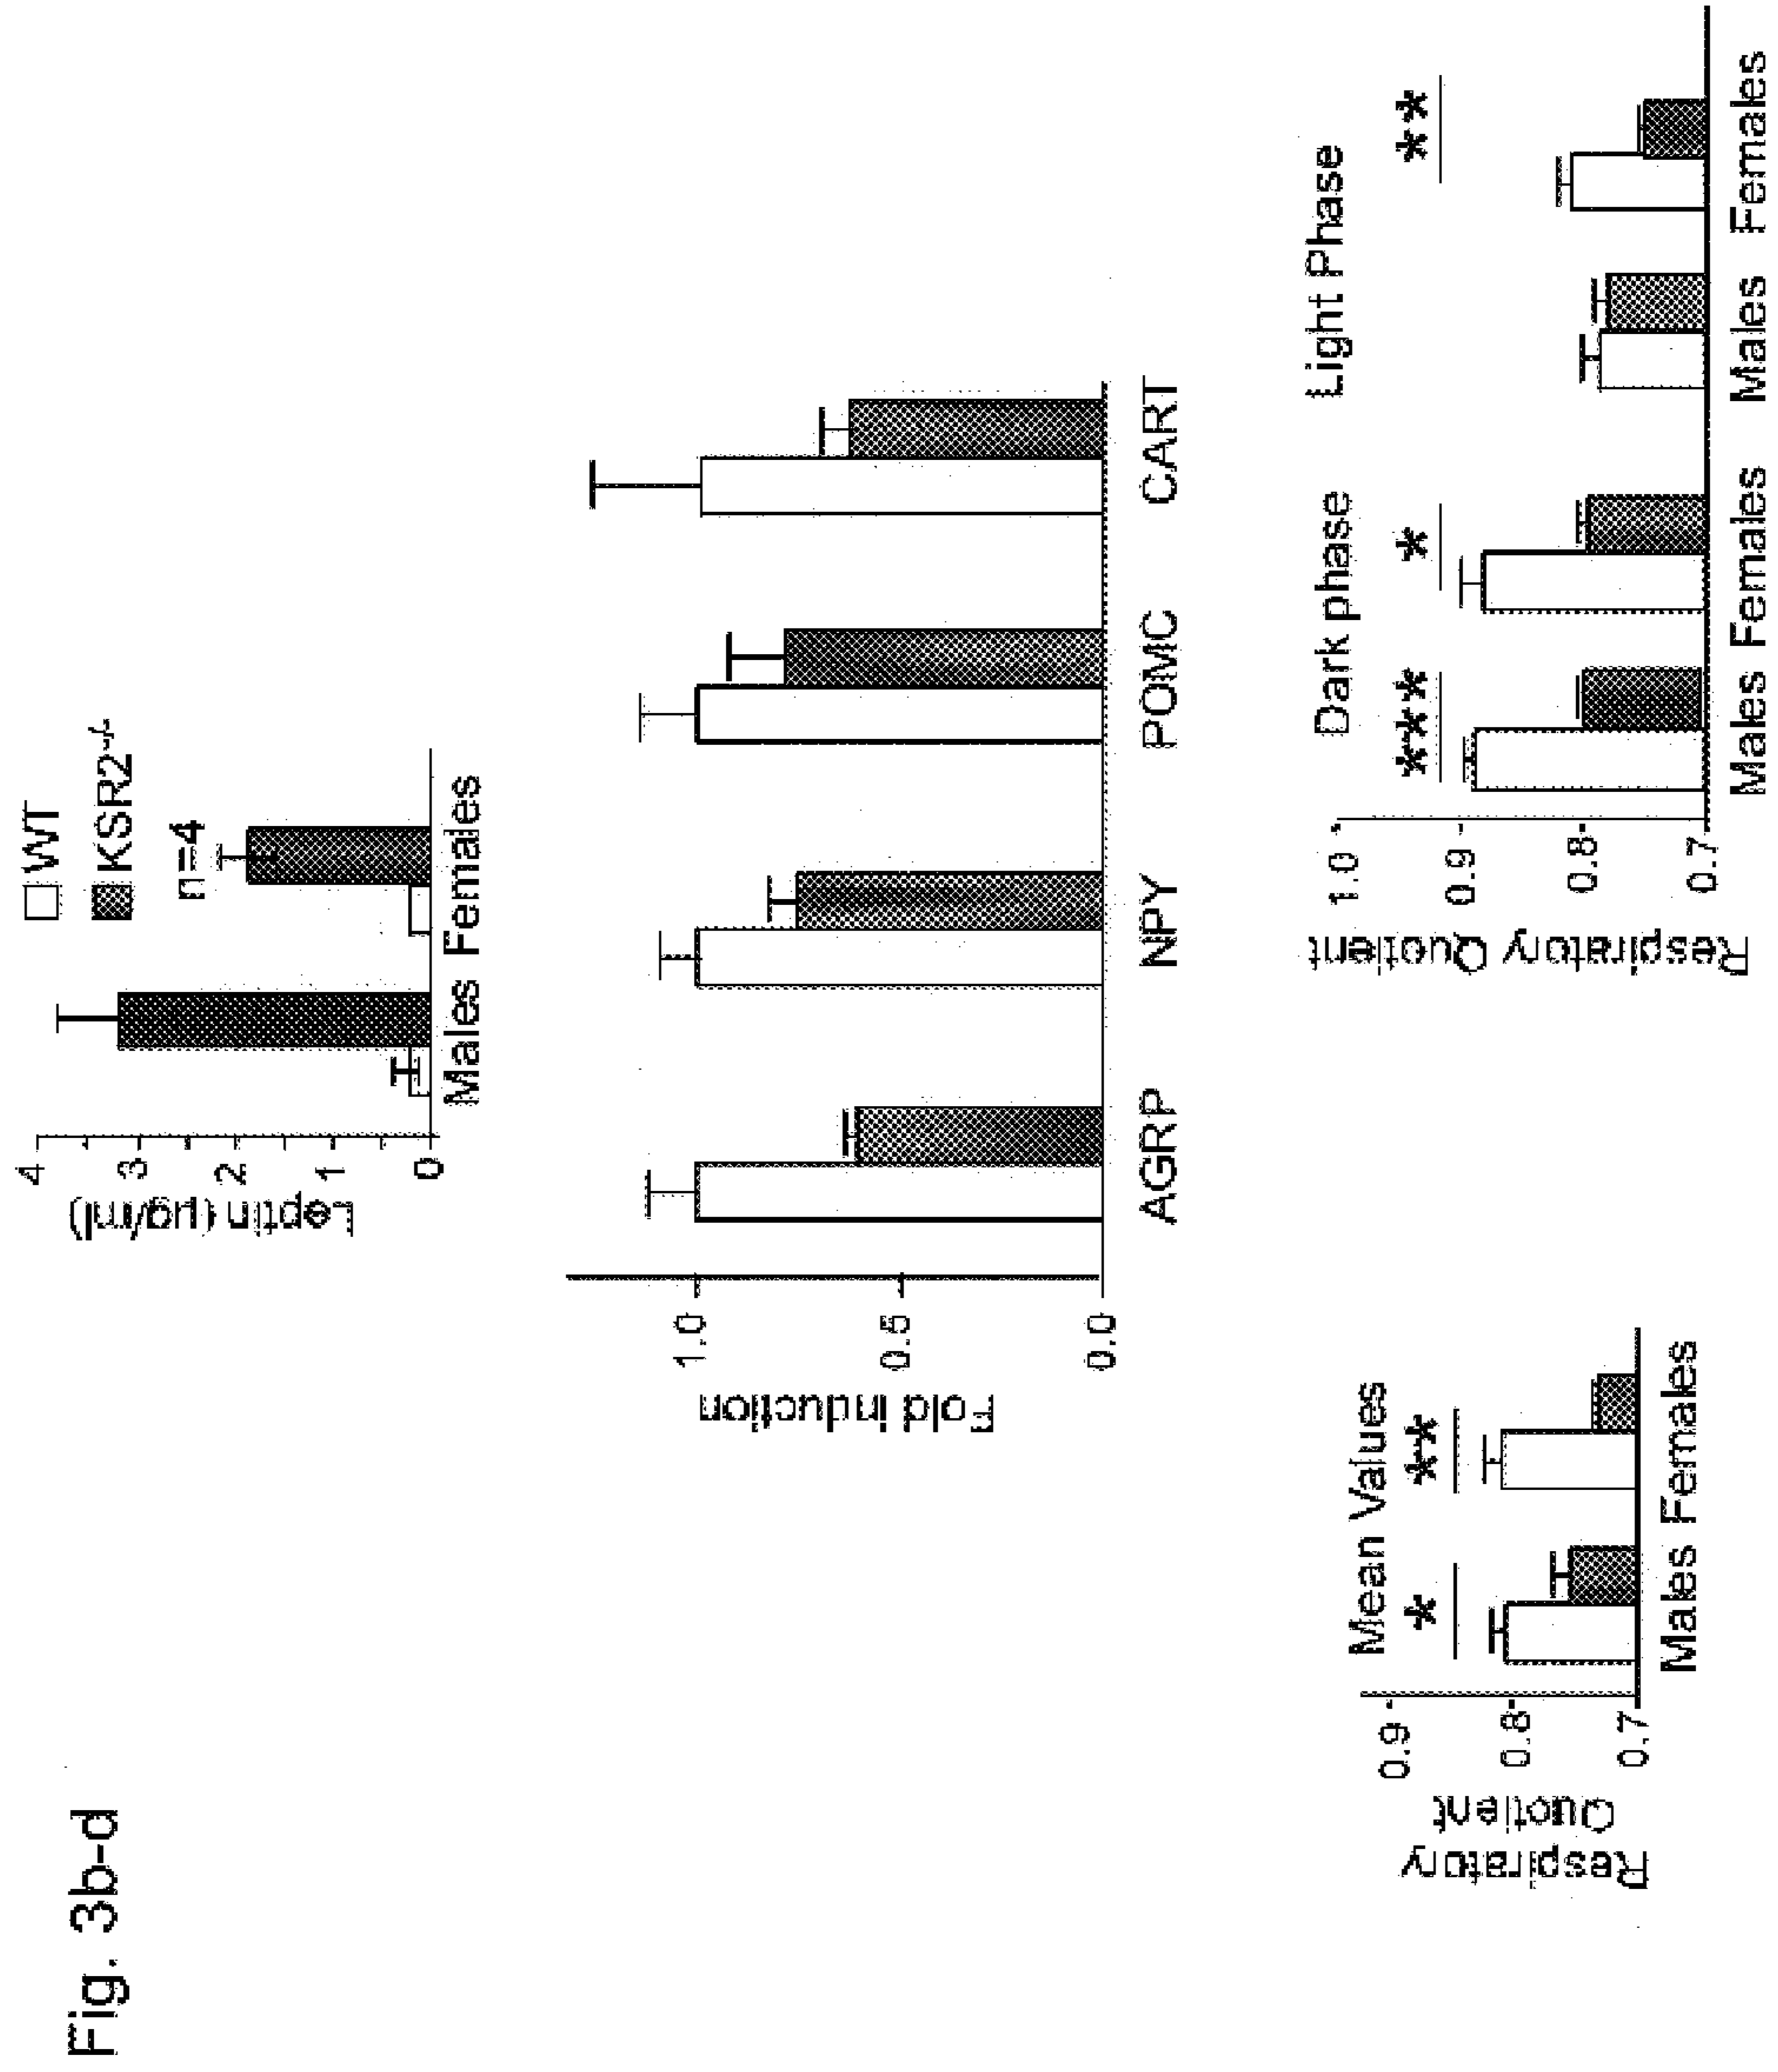 Fig. 3b-d
WT
KSR2-/-
n=4
Leptin (µg/ml)
4
3
2
1
0
Males Females
Fold induction
1.0
0.5
0.0
AGRP NPY POMC CART
Mean Values
* **
Respiratory
Quotient
0.9
0.8
0.7
Males Females
Dark phase Light Phase
*** * **
Respiratory Quotient
1.0
0.9
0.8
0.7
Males Females Males Females